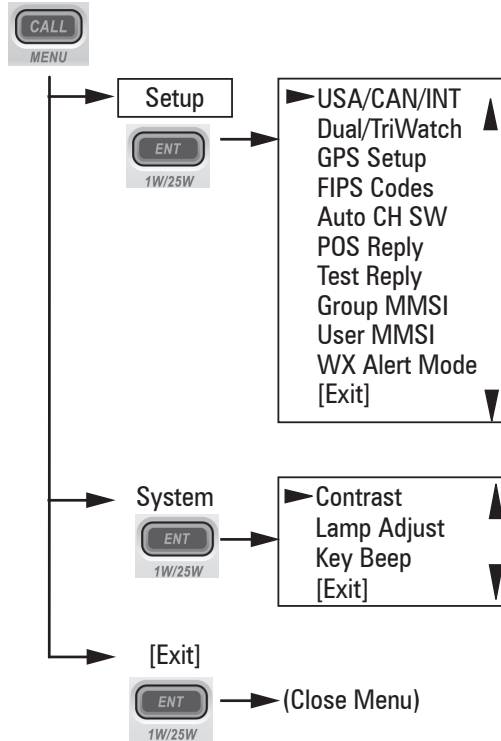 CALL
MENU
Setup
ENT
1W/25W
USA/CAN/INT
Dual/TriWatch
GPS Setup
FIPS Codes
Auto CH SW
POS Reply
Test Reply
Group MMSI
User MMSI
WX Alert Mode
[Exit]
System
ENT
1W/25W
Contrast
Lamp Adjust
Key Beep
[Exit]
[Exit]
ENT
1W/25W
(Close Menu)